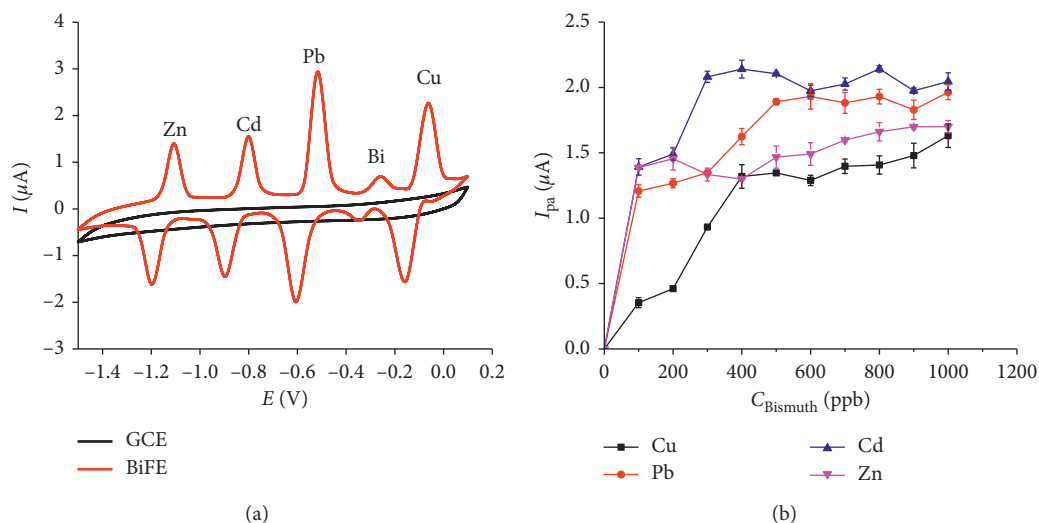 4
3
2
1
0
–1
–2
–3
I (µA)
Zn
Cd
Pb
Bi
Cu
–1.4 –1.2 –1.0 –0.8 –0.6 –0.4 –0.2 0.0 0.2
E (V)
GCE
BiFE
(a)
2.5
2.0
1.5
1.0
0.5
0.0
Ipa (µA)
0 200 400 600 800 1000 1200
CBismuth (ppb)
Cu Cd
Pb Zn
(b)